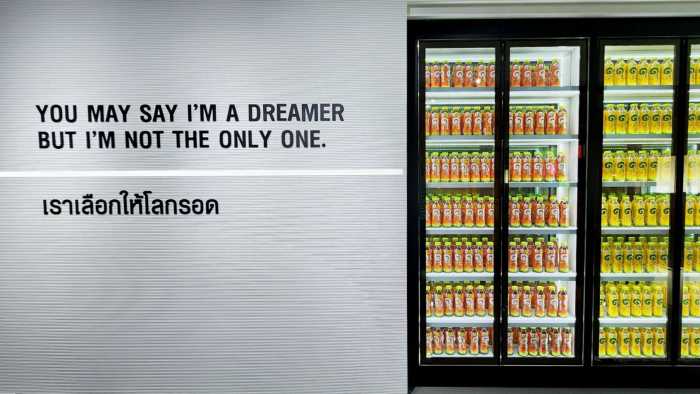 YOU MAY SAY I'M A DREAMER
BUT I'M NOT THE ONLY ONE.
เราเลือกให้โลกรอด